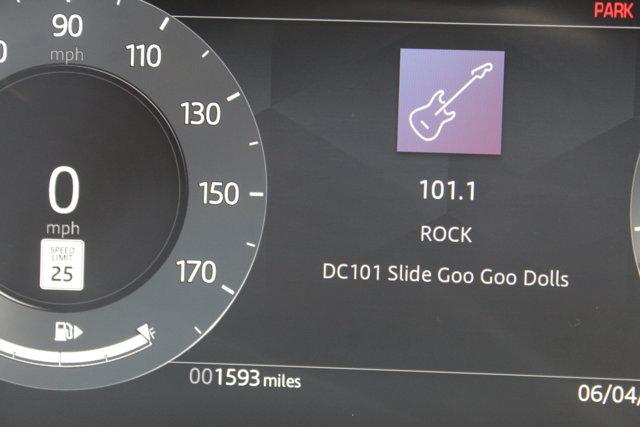 PARK
90
mph
110
130
150
170
0
mph
SPEED
LIMIT
25
F
101.1
ROCK
DC101 Slide Goo Goo Dolls
001593 miles
06/04/